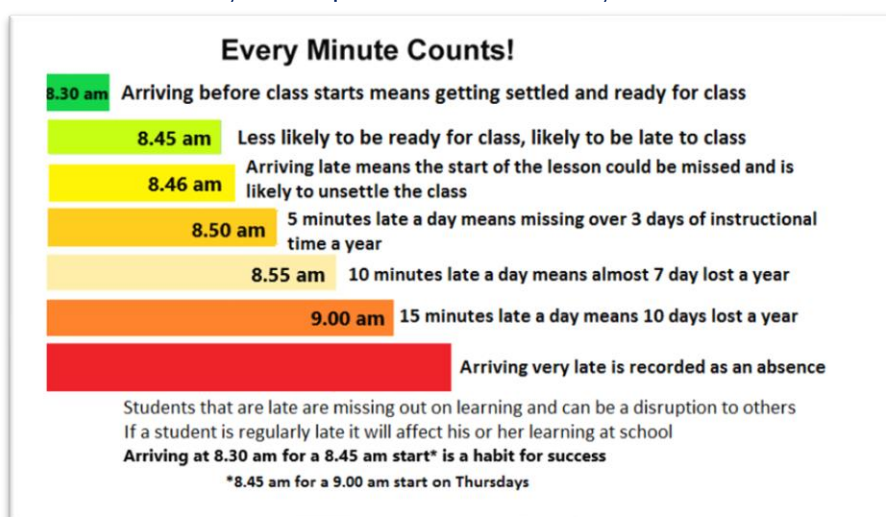 Every Minute Counts!
8.30 am Arriving before class starts means getting settled and ready for class
8.45 am Less likely to be ready for class, likely to be late to class
8.46 am Arriving late means the start of the lesson could be missed and is
likely to unsettle the class
8.50 am 5 minutes late a day means missing over 3 days of instructional
time a year
8.55 am 10 minutes late a day means almost 7 day lost a year
9.00 am 15 minutes late a day means 10 days lost a year
Arriving very late is recorded as an absence
Students that are late are missing out on learning and can be a disruption to others
If a student is regularly late it will affect his or her learning at school
Arriving at 8.30 am for a 8.45 am start* is a habit for success
*8.45 am for a 9.00 am start on Thursdays